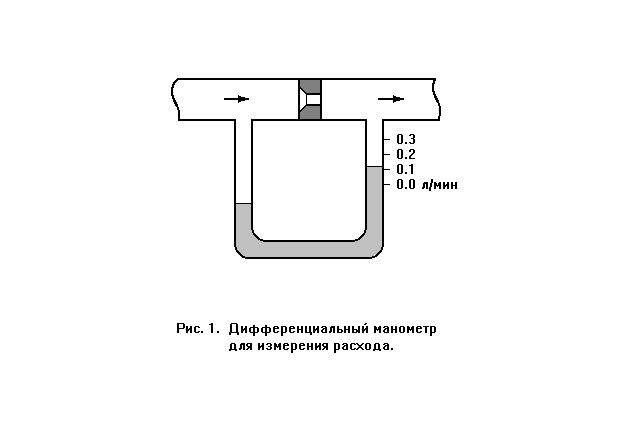 0.3
0.2
0.1
0.0 л/мин
Рис. 1. Дифференциальный манометр
для измерения расхода.